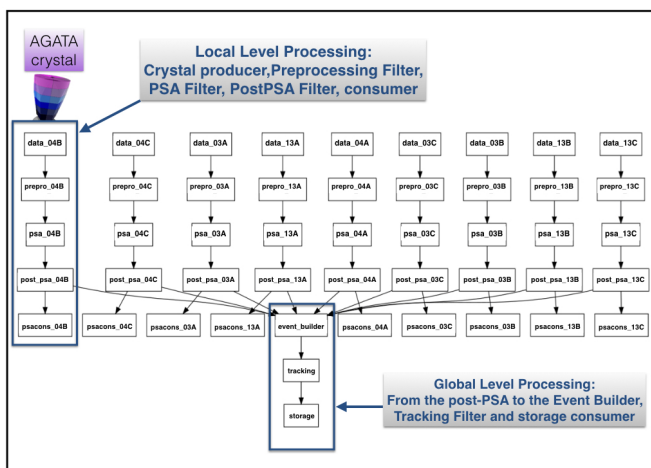 AGATA
crystal
Local Level Processing:
Crystal producer,Preprocessing Filter,
PSA Filter, PostPSA Filter, consumer
data_04B data_04C data_03A data_13A data_04A data_03C data_03B data_13B data_13C
prepro_04B prepro_04C prepro_03A prepro_13A prepro_04A prepro_03C prepro_03B prepro_13B prepro_13C
psa_04B psa_04C psa_03A psa_13A psa_04A psa_03C psa_03B psa_13B psa_13C
post_psa_04B post_psa_04C post_psa_03A post_psa_13A post_psa_04A post_psa_03C post_psa_03B post_psa_13B post_psa_13C
psacons_04B psacons_04C psacons_03A psacons_13A event_builder psacons_04A psacons_03C psacons_03B psacons_13B psacons_13C
tracking
storage
Global Level Processing:
From the post-PSA to the Event Builder,
Tracking Filter and storage consumer